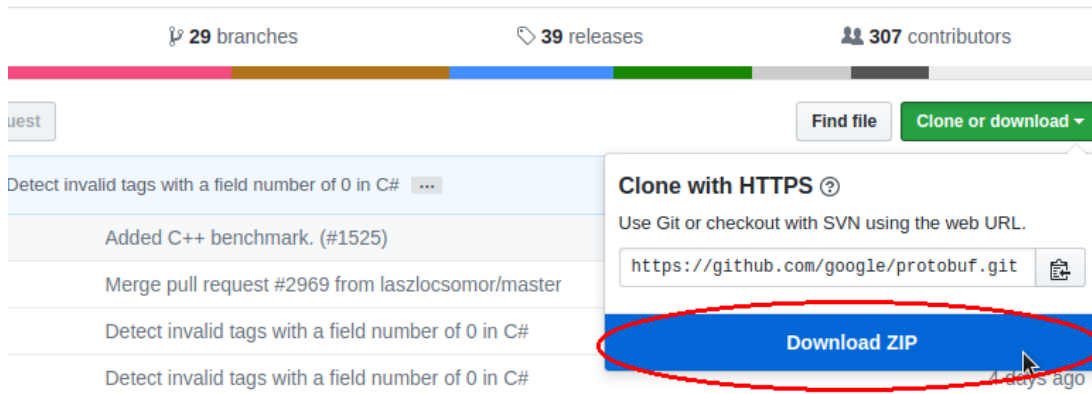 29 branches
39 releases
307 contributors
uest
Find file
Clone or download
Detect invalid tags with a field number of 0 in C# ...
Clone with HTTPS
Use Git or checkout with SVN using the web URL.
https://github.com/google/protobuf.git
Download ZIP
Added C++ benchmark. (#1525)
Merge pull request #2969 from laszlocsomor/master
Detect invalid tags with a field number of 0 in C#
Detect invalid tags with a field number of 0 in C#
4 days ago